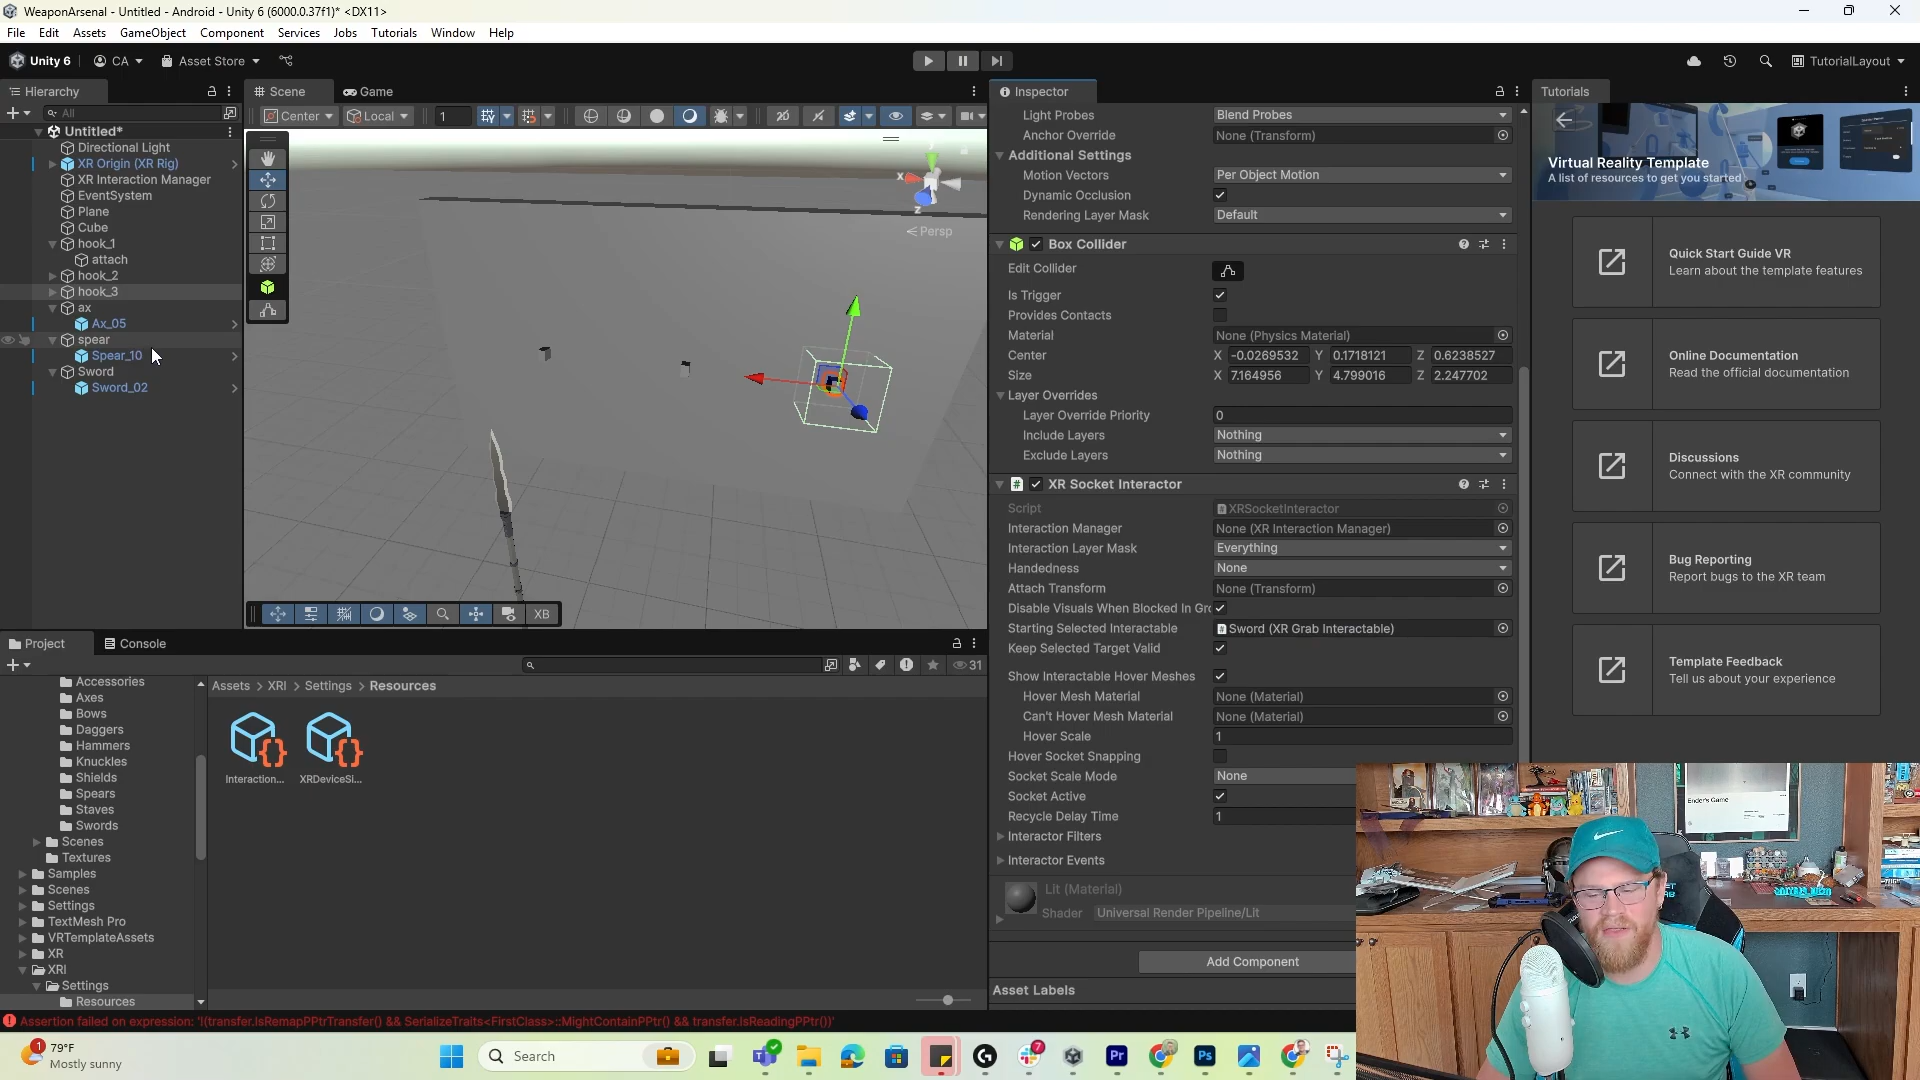 WeaponArsenal - Untitled - Android - Unity 6 (6000.0.37f1)* <DX11>
File Edit Assets GameObject Component Services Jobs Tutorials Window Help
Unity 6 CA Asset Store TutorialLayout
Hierarchy
All
Untitled*
Directional Light
XR Origin (XR Rig)
XR Interaction Manager
EventSystem
Plane
Cube
hook_1
attach
hook_2
hook_3
ax
Ax_05
spear
Spear_10
Sword
Sword_02
Scene Game
Center Local 1
x
z
Persp
XB
Inspector
Light Probes Blend Probes
Anchor Override None (Transform)
Additional Settings
Motion Vectors Per Object Motion
Dynamic Occlusion
Rendering Layer Mask Default
Box Collider
Edit Collider
Is Trigger
Provides Contacts
Material None (Physics Material)
Center X -0.0269532 Y 0.1718121 Z 0.6238527
Size X 7.164956 Y 4.799016 Z 2.247702
Layer Overrides
Layer Override Priority 0
Include Layers Nothing
Exclude Layers Nothing
XR Socket Interactor
Script XRSocketInteractor
Interaction Manager None (XR Interaction Manager)
Interaction Layer Mask Everything
Handedness None
Attach Transform None (Transform)
Disable Visuals When Blocked In Gro
Starting Selected Interactable Sword (XR Grab Interactable)
Keep Selected Target Valid
Show Interactable Hover Meshes
Hover Mesh Material None (Material)
Can't Hover Mesh Material None (Material)
Hover Scale 1
Hover Socket Snapping
Socket Scale Mode None
Socket Active
Recycle Delay Time 1
Interactor Filters
Interactor Events
Lit (Material)
Shader Universal Render Pipeline/Lit
Add Component
Asset Labels
Tutorials
Virtual Reality Template
A list of resources to get you started
Quick Start Guide VR
Learn about the template features
Online Documentation
Read the official documentation
Discussions
Connect with the XR community
Bug Reporting
Report bugs to the XR team
Template Feedback
Tell us about your experience
Project Console
31
Accessories
Axes
Bows
Daggers
Hammers
Knuckles
Shields
Spears
Staves
Swords
Scenes
Textures
Samples
Scenes
Settings
TextMesh Pro
VRTemplateAssets
XR
XRI
Settings
Resources
Assets > XRI > Settings > Resources
Interaction... XRDeviceSi...
Assertion failed on expression: '!(transfer.IsRemapPPtrTransfer() && SerializeTraits<FirstClass>::MightContainPPtr() && transfer.IsReadingPPtr())'
Ender's Game
1
79°F
Mostly sunny
Search
7
Pr
Ps